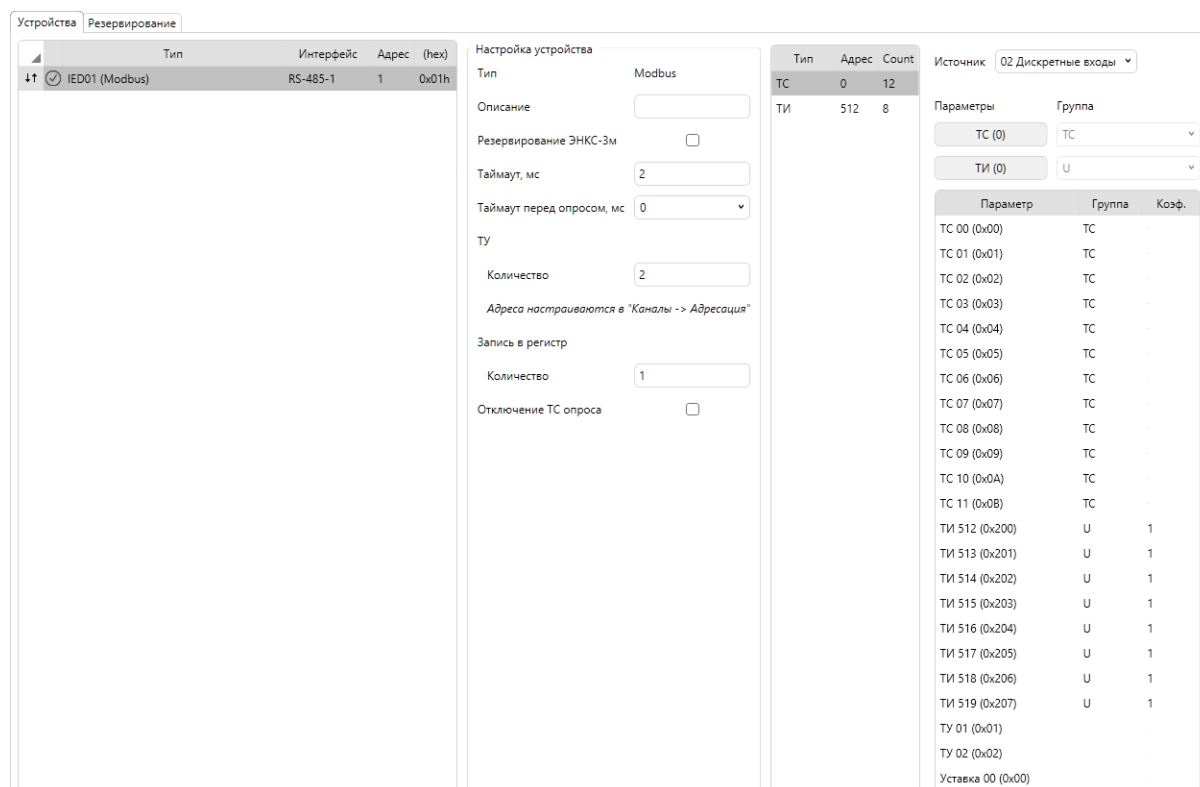 Устройства Резервирование
Тип Интерфейс Адрес (hex)
IED01 (Modbus) RS-485-1 1 0x01h
Настройка устройства
Тип Modbus
Описание
Резервирование ЭНКС-3м
Таймаут, мс 2
Таймаут перед опросом, мс 0
ТУ
Количество 2
Адреса настраиваются в "Каналы -> Адресация"
Запись в регистр
Количество 1
Отключение ТС опроса
Тип Адрес Count
ТС 0 12
ТИ 512 8
Источник 02 Дискретные входы
Параметры Группа
ТС (0) ТС
ТИ (0) U
Параметр Группа Коэф.
ТС 00 (0x00) ТС
ТС 01 (0x01) ТС
ТС 02 (0x02) ТС
ТС 03 (0x03) ТС
ТС 04 (0x04) ТС
ТС 05 (0x05) ТС
ТС 06 (0x06) ТС
ТС 07 (0x07) ТС
ТС 08 (0x08) ТС
ТС 09 (0x09) ТС
ТС 10 (0x0A) ТС
ТС 11 (0x0B) ТС
ТИ 512 (0x200) U 1
ТИ 513 (0x201) U 1
ТИ 514 (0x202) U 1
ТИ 515 (0x203) U 1
ТИ 516 (0x204) U 1
ТИ 517 (0x205) U 1
ТИ 518 (0x206) U 1
ТИ 519 (0x207) U 1
ТУ 01 (0x01)
ТУ 02 (0x02)
Уставка 00 (0x00)